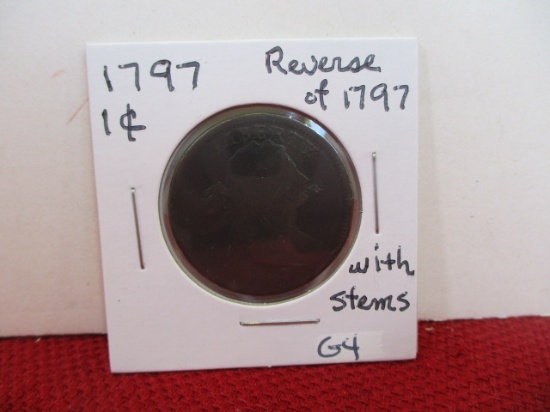 1797
1¢
Reverse
of 1797
with
stems
G4